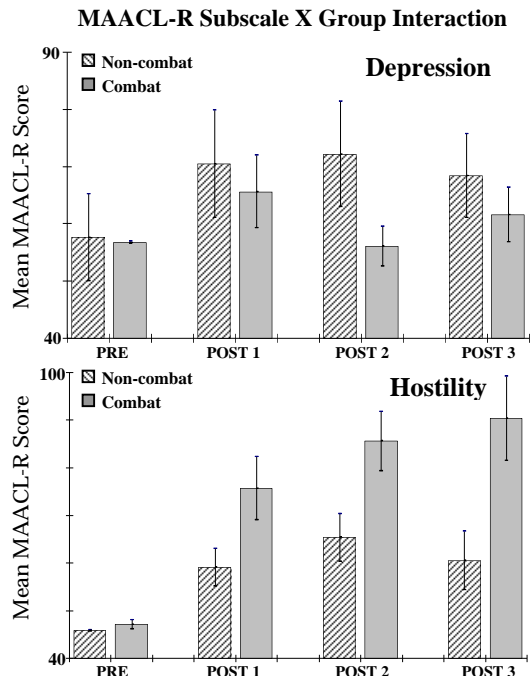 MAACL-R Subscale X Group Interaction
90
Non-combat
Combat
Depression
Mean MAACL-R Score
40
PRE POST 1 POST 2 POST 3
100
Non-combat
Combat
Hostility
Mean MAACL-R Score
40
PRE POST 1 POST 2 POST 3